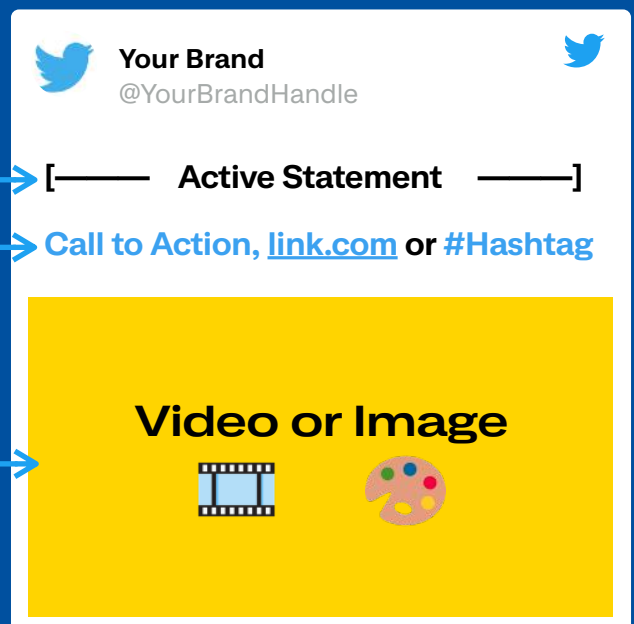 Your Brand
@YourBrandHandle
[——— Active Statement ———]
Call to Action, link.com or #Hashtag
Video or Image